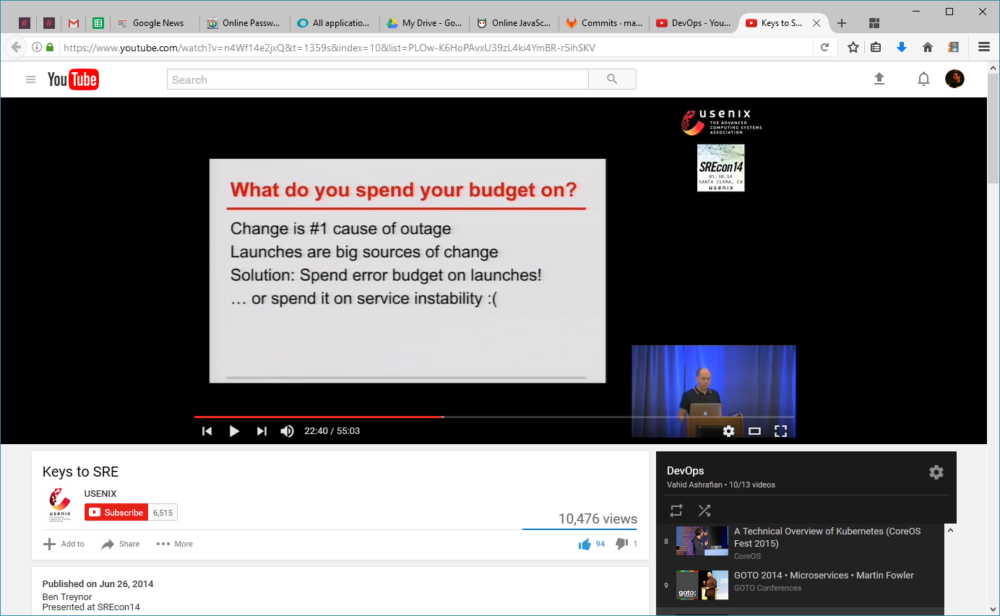 Google News
Online Passw...
All applicatio...
My Drive - Go...
Online JavaSc...
Commits · ma...
DevOps - You...
Keys to S...
https://www.youtube.com/watch?v=n4Wf14e2jxQ&t=1359s&index=10&list=PLOw-K6HoPAvxU39zL4ki4YmBR-r5ihSKV
YouTube
Search
usenix
THE ADVANCED
COMPUTING SYSTEMS
ASSOCIATION
SREcon14
05.30.14
SANTA CLARA, CA
usenix
What do you spend your budget on?
Change is #1 cause of outage
Launches are big sources of change
Solution: Spend error budget on launches!
… or spend it on service instability :(
22:40 / 55:03
Keys to SRE
usenix
USENIX
Subscribe 6,515
10,476 views
Add to Share More 94 1
Published on Jun 26, 2014
Ben Treynor
Presented at SREcon14
DevOps
Vahid Ashrafian • 10/13 videos
8 A Technical Overview of Kubernetes (CoreOS
Fest 2015)
CoreOS
9 GOTO 2014 • Microservices • Martin Fowler
GOTO Conferences
goto;